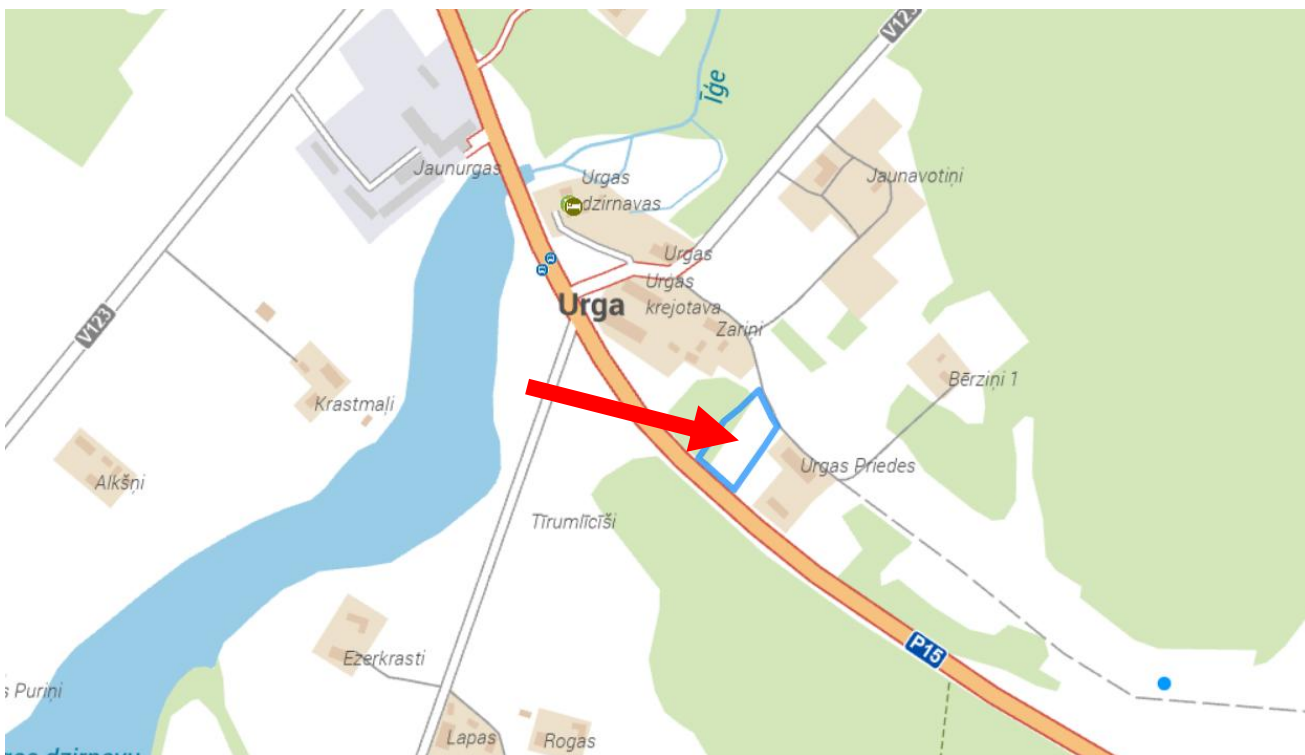 V123
Īģe
Jaunurgas
Urgas
dzirnavas
Jaunavotiņi
Urgas
Urgas
krejotava
Urga
Zariņi
V123
Bērziņi 1
Krastmaļi
Urgas Priedes
Alkšņi
Tīrumlīcīši
P15
Ezerkrasti
Puriņi
Lapas
Rogas